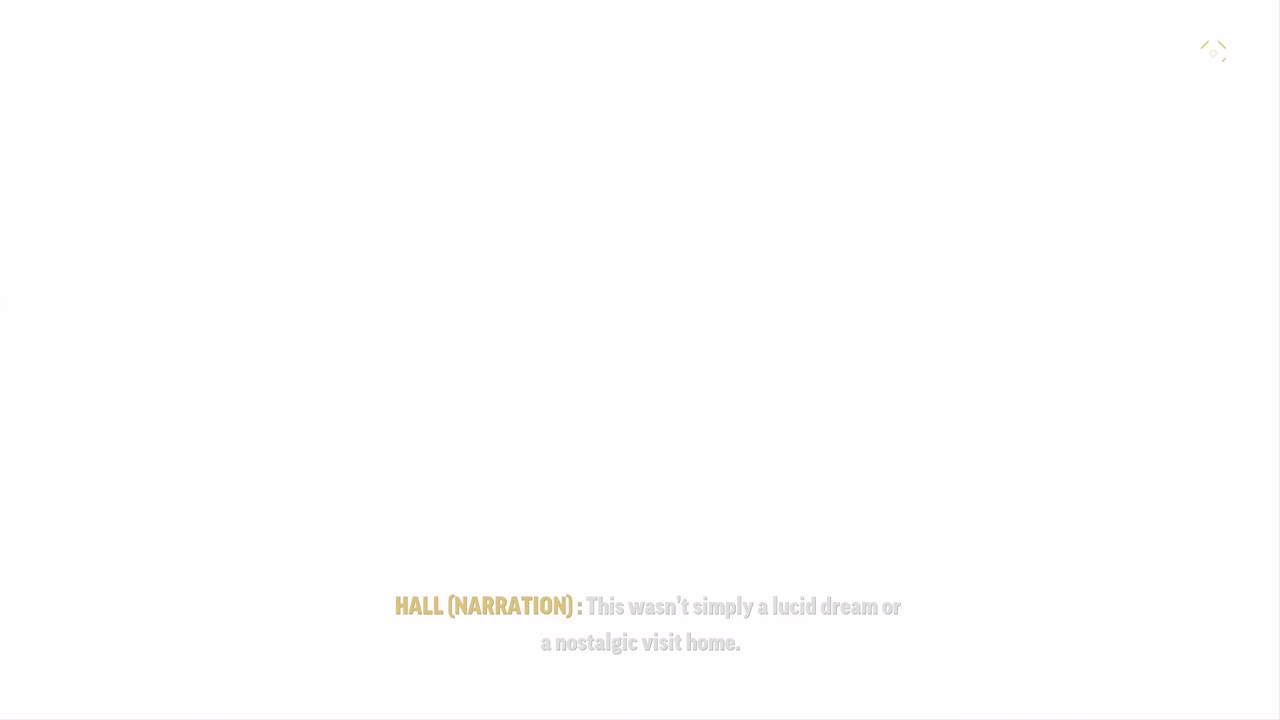 HALL (NARRATION) : This wasn't simply a lucid dream or
a nostalgic visit home.